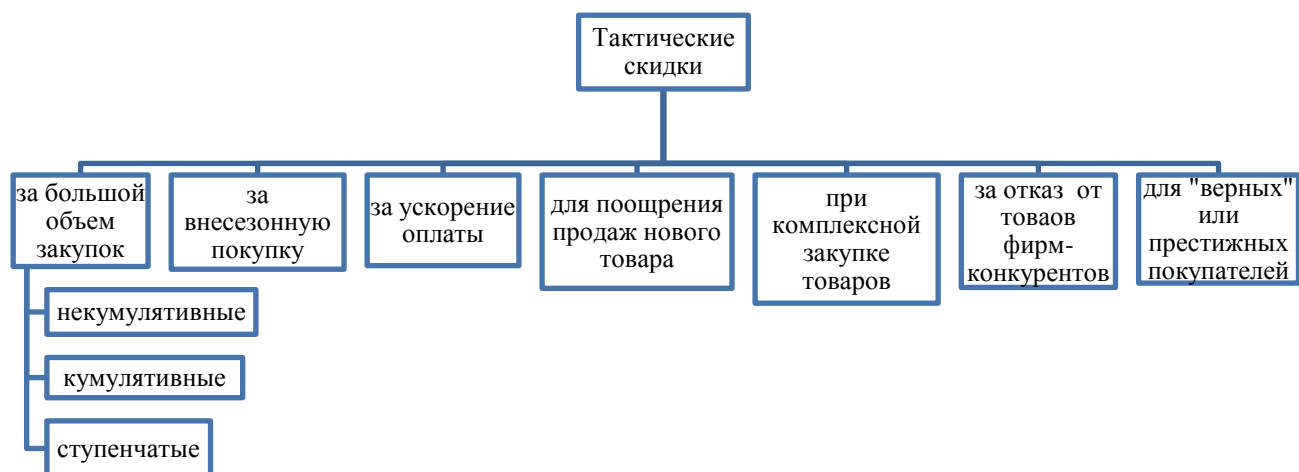 Тактические
скидки
за большой
объем
закупок
за
внесезонную
покупку
за ускорение
оплаты
для поощрения
продаж нового
товара
при
комплексной
закупке
товаров
за отказ от
товаов
фирм-
конкурентов
для "верных"
или
престижных
покупателей
некумулятивные
кумулятивные
ступенчатые